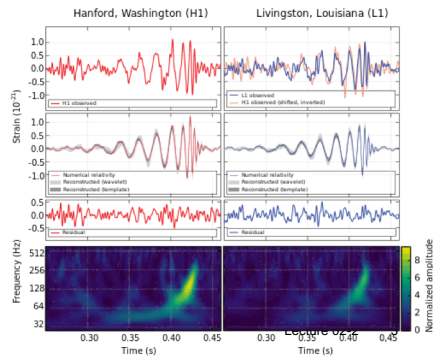 Hanford, Washington (H1)
Livingston, Louisiana (L1)
Strain (10⁻²¹)
1.0
0.5
0.0
-0.5
-1.0
H1 observed
L1 observed
H1 observed (shifted, inverted)
1.0
0.5
0.0
-0.5
-1.0
Numerical relativity
Reconstructed (wavelet)
Reconstructed (template)
Numerical relativity
Reconstructed (wavelet)
Reconstructed (template)
0.5
0.0
-0.5
Residual
Residual
Frequency (Hz)
512
256
128
64
32
0.30
0.35
0.40
0.45
Time (s)
0.30
0.35
0.40
0.45
Time (s)
8
6
4
2
0
Normalized amplitude